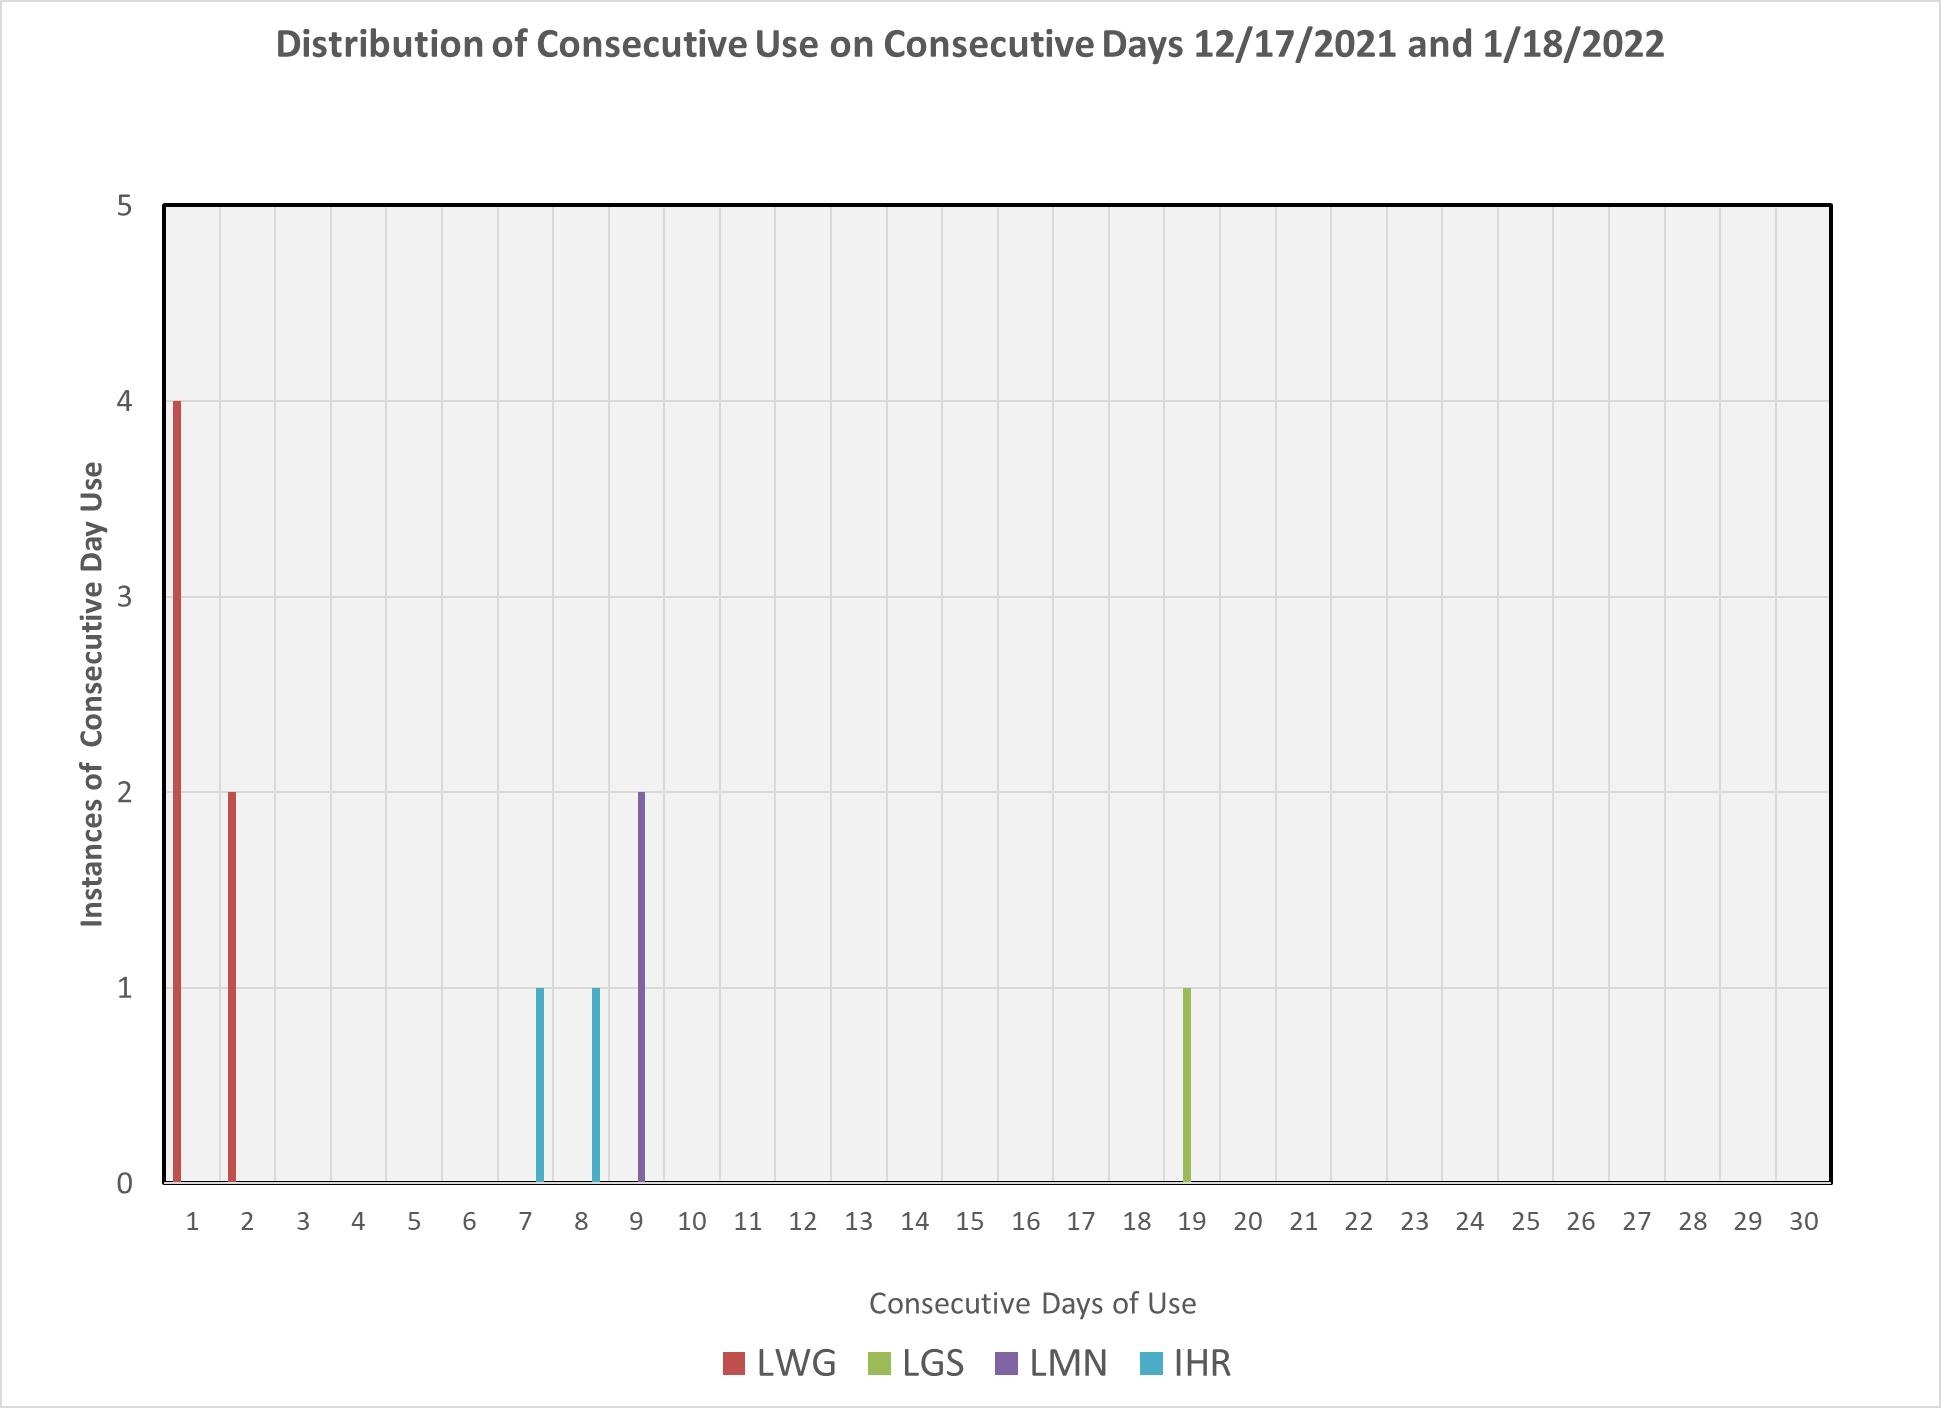 Distribution of Consecutive Use on Consecutive Days 12/17/2021 and 1/18/2022
5
4
3
2
1
0
Instances of Consecutive Day Use
1 2 3 4 5 6 7 8 9 10 11 12 13 14 15 16 17 18 19 20 21 22 23 24 25 26 27 28 29 30
Consecutive Days of Use
LWG LGS LMN IHR